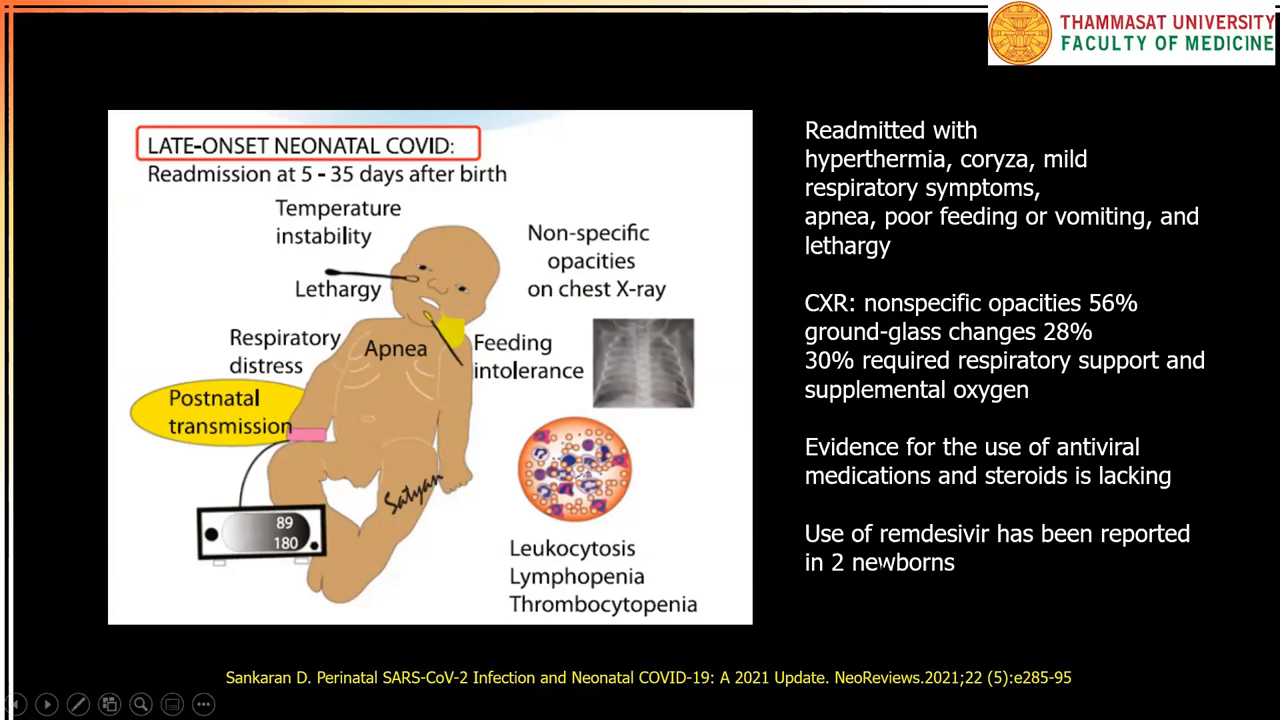 THAMMASAT UNIVERSITY
FACULTY OF MEDICINE
LATE-ONSET NEONATAL COVID:
Readmission at 5 - 35 days after birth
Temperature
instability
Lethargy
Respiratory
distress
Apnea
Postnatal
transmission
89
180
Satyan
Non-specific
opacities
on chest X-ray
Feeding
intolerance
Leukocytosis
Lymphopenia
Thrombocytopenia
Readmitted with
hyperthermia, coryza, mild
respiratory symptoms,
apnea, poor feeding or vomiting, and
lethargy
CXR: nonspecific opacities 56%
ground-glass changes 28%
30% required respiratory support and
supplemental oxygen
Evidence for the use of antiviral
medications and steroids is lacking
Use of remdesivir has been reported
in 2 newborns
Sankaran D. Perinatal SARS-CoV-2 Infection and Neonatal COVID-19: A 2021 Update. NeoReviews.2021;22 (5):e285-95